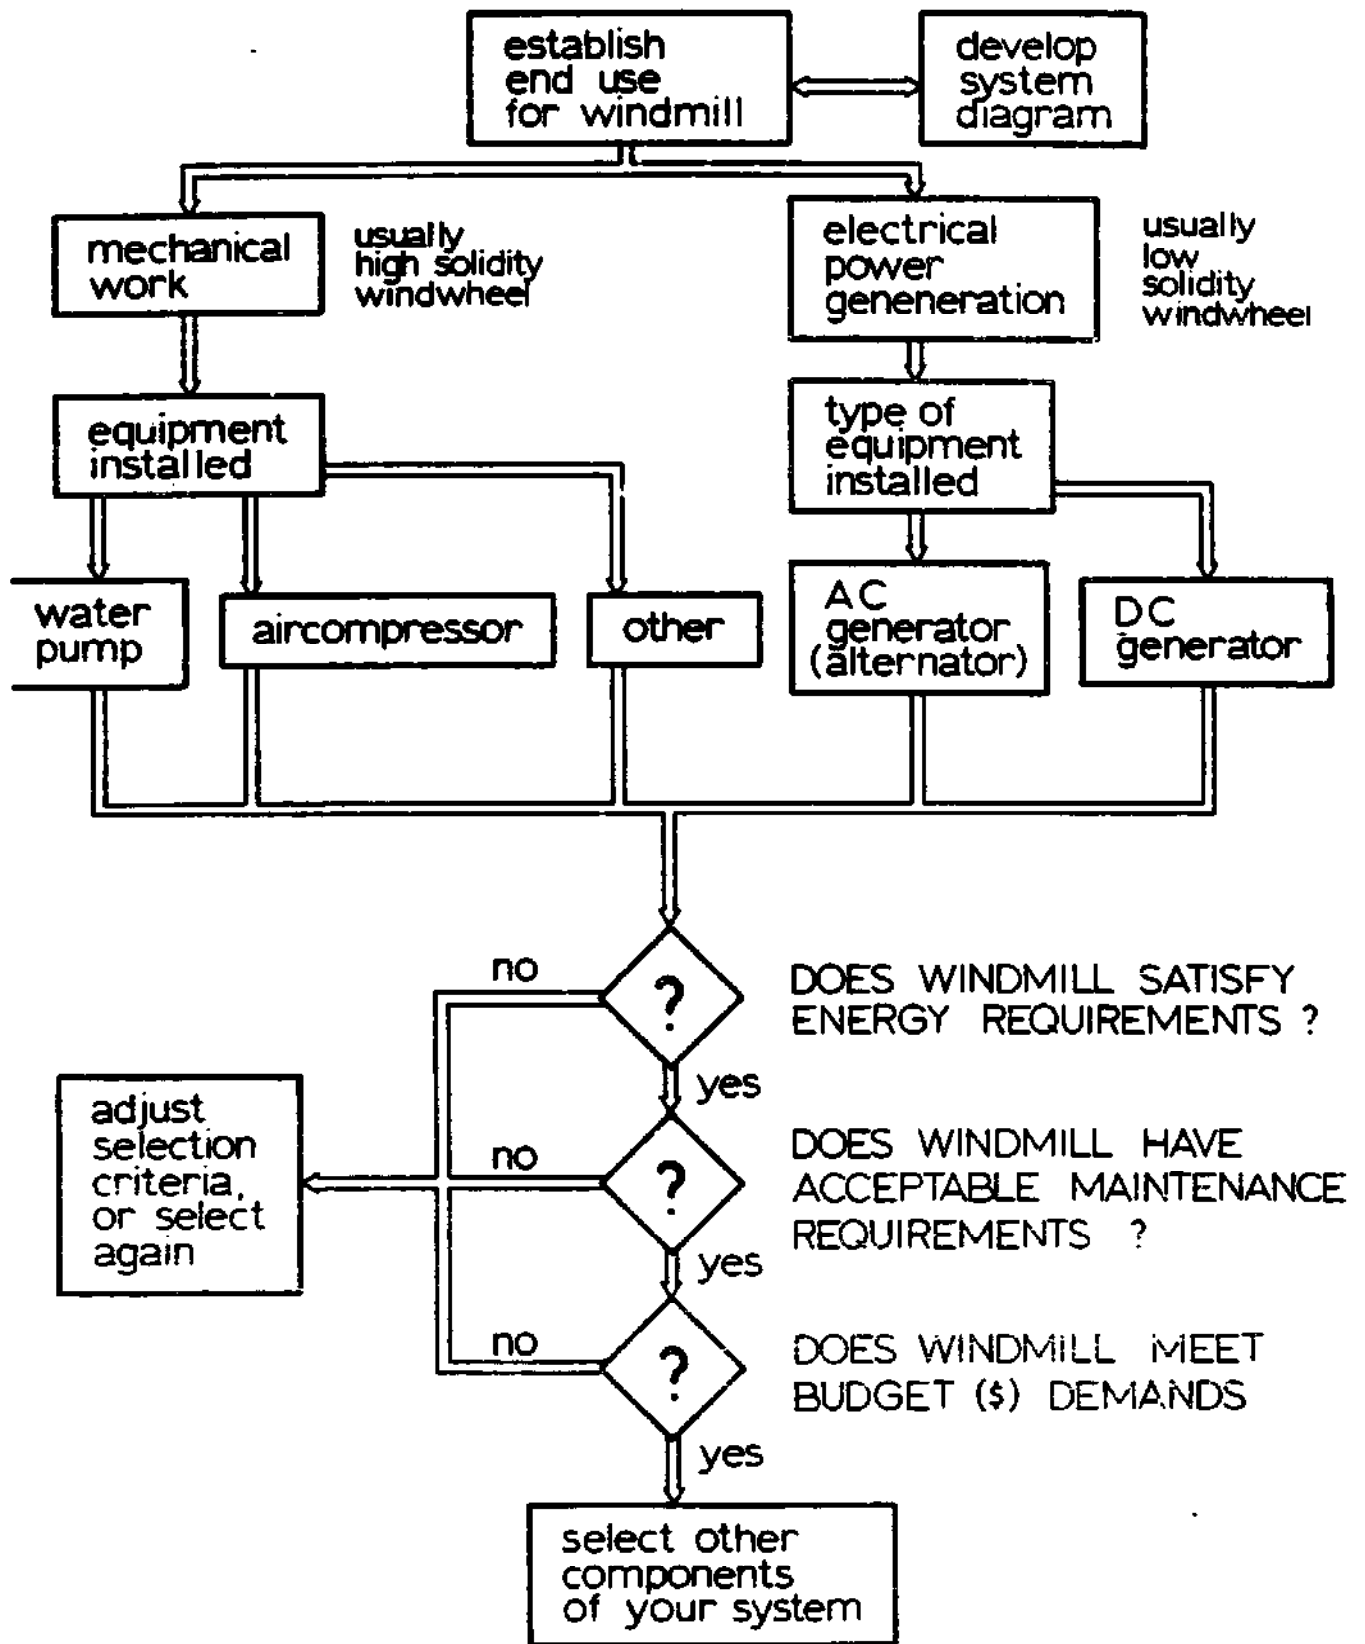 establish
end use
for windmill
develop
system
diagram
mechanical
work
usually
high solidity
windwheel
electrical
power
geneneration
usually
low
solidity
windwheel
equipment
installed
type of
equipment
installed
water
pump
aircompressor
other
AC
generator
(alternator)
DC
generator
?
no
DOES WINDMILL SATISFY
ENERGY REQUIREMENTS ?
yes
adjust
selection
criteria,
or select
again
no
?
DOES WINDMILL HAVE
ACCEPTABLE MAINTENANCE
REQUIREMENTS ?
yes
no
?
DOES WINDMILL MEET
BUDGET ($) DEMANDS
yes
select other
components
of your system